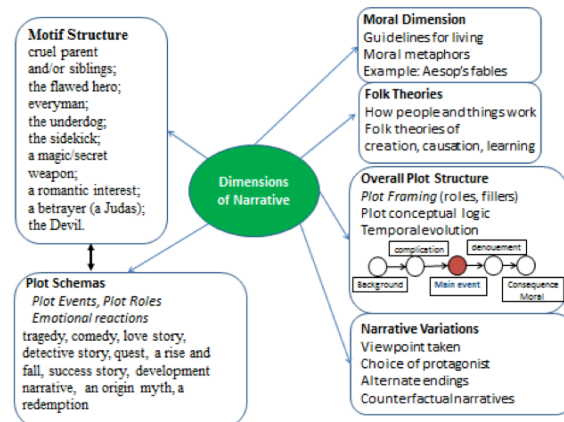 Motif Structure
cruel parent
and/or siblings;
the flawed hero;
everyman;
the underdog;
the sidekick;
a magic/secret
weapon;
a romantic interest;
a betrayer (a Judas);
the Devil.
Plot Schemas
Plot Events, Plot Roles
Emotional reactions
tragedy, comedy, love story,
detective story, quest, a rise and
fall, success story, development
narrative, an origin myth, a
redemption
Dimensions
of Narrative
Moral Dimension
Guidelines for living
Moral metaphors
Example: Aesop's fables
Folk Theories
How people and things work
Folk theories of
creation, causation, learning
Overall Plot Structure
Plot Framing (roles, fillers)
Plot conceptual logic
Temporal evolution
complication
denouement
Background
Main event
Consequence
Moral
Narrative Variations
Viewpoint taken
Choice of protagonist
Alternate endings
Counterfactual narratives